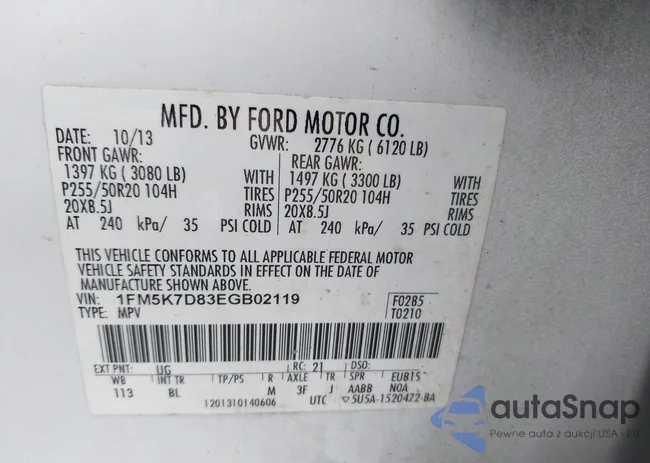 MFD. BY FORD MOTOR CO.
DATE: 10/13 GVWR: 2776 KG ( 6120 LB)
FRONT GAWR: REAR GAWR:
1397 KG ( 3080 LB) WITH 1497 KG ( 3300 LB) WITH
P255/50R20 104H TIRES P255/50R20 104H TIRES
20X8.5J RIMS 20X8.5J RIMS
AT 240 kPa/ 35 PSI COLD AT 240 kPa/ 35 PSI COLD
THIS VEHICLE CONFORMS TO ALL APPLICABLE FEDERAL MOTOR
VEHICLE SAFETY STANDARDS IN EFFECT ON THE DATE OF
MANUFACTURE SHOWN ABOVE.
VIN: 1FM5K7D83EGB02119 F0285
TYPE: MPV T0210
EXT PNT: UG RC: 21 DSO:
WB INT TR TP/PS R AXLE TR SPR EUB15
113 BL M 3F J AABB N0A
1201310140606 UTC ▽5U5A-1520472-BA
autoSnap
Pewne auta z aukcji USA i EU